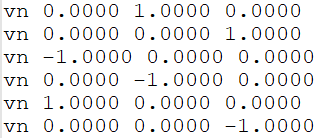 vn 0.0000 1.0000 0.0000
vn 0.0000 0.0000 1.0000
vn -1.0000 0.0000 0.0000
vn 0.0000 -1.0000 0.0000
vn 1.0000 0.0000 0.0000
vn 0.0000 0.0000 -1.0000